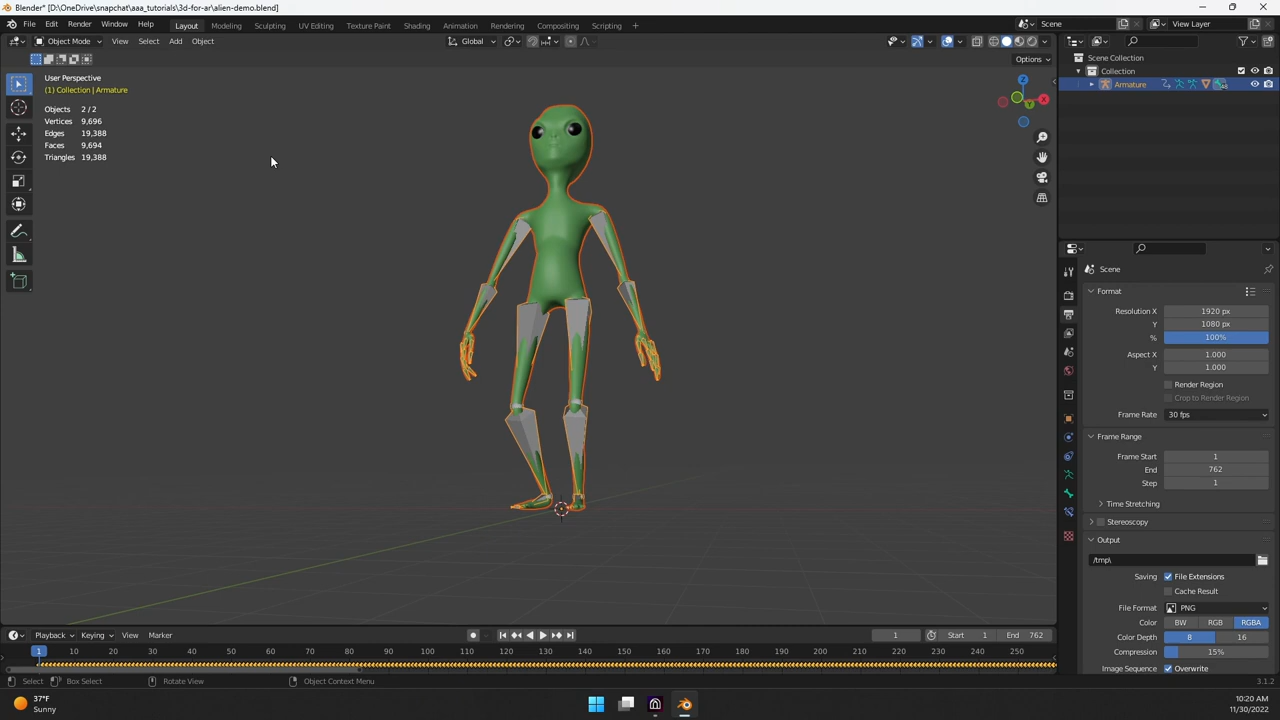 Blender* [D:\OneDrive\snapchat\aaa_tutorials\3d-for-ar\alien-demo.blend]
File Edit Render Window Help Layout Modeling Sculpting UV Editing Texture Paint Shading Animation Rendering Compositing Scripting + Scene View Layer
Object Mode View Select Add Object Global
Options
User Perspective
(1) Collection | Armature
Objects 2 / 2
Vertices 9,696
Edges 19,388
Faces 9,694
Triangles 19,388
Z
X
Y
Scene Collection
Collection
Armature
Scene
Format
Resolution X 1920 px
Y 1080 px
% 100%
Aspect X 1.000
Y 1.000
Render Region
Crop to Render Region
Frame Rate 30 fps
Frame Range
Frame Start 1
End 762
Step 1
Time Stretching
Stereoscopy
Output
/tmp\
Saving File Extensions
Cache Result
File Format PNG
Color BW RGB RGBA
Color Depth 8 16
Compression 15%
Image Sequence Overwrite
Playback Keying View Marker 1 Start 1 End 762
1 10 20 30 40 50 60 70 80 90 100 110 120 130 140 150 160 170 180 190 200 210 220 230 240 250
Select Box Select Rotate View Object Context Menu 3.1.2
37°F
Sunny
10:20 AM
11/30/2022